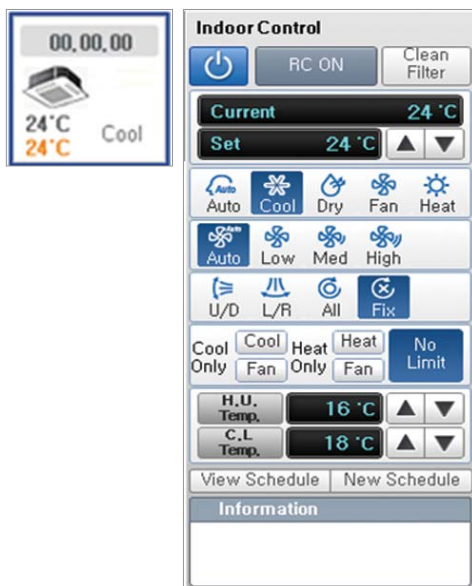 00,00,00
24°C
24°C
Cool
Indoor Control
RC ON
Clean
Filter
Current 24 °C
Set 24 °C
Auto
Auto Cool Dry Fan Heat
Auto
Auto Low Med High
U/D L/R All Fix
Cool
Only
Cool
Fan
Heat
Only
Heat
Fan
No
Limit
H,U,
Temp,
16 °C
C,L
Temp,
18 °C
View Schedule New Schedule
Information